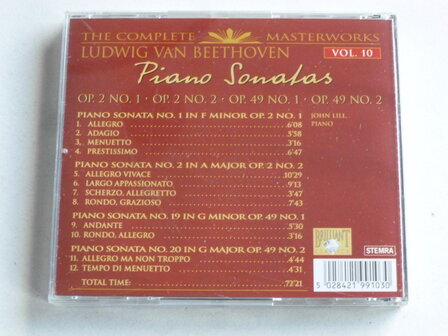 THE COMPLETE MASTERWORKS
LUDWIG VAN BEETHOVEN VOL. 10
Piano Sonatas
OP. 2 NO. 1 · OP. 2 NO. 2 · OP. 49 NO. 1 · OP. 49 NO. 2
PIANO SONATA NO. 1 IN F MINOR OP. 2 NO. 1
1. ALLEGRO 6'08
2. ADAGIO 5'58
3. MENUETTO 3'16
4. PRESTISSIMO 6'47
JOHN LILL
PIANO
PIANO SONATA NO. 2 IN A MAJOR OP. 2 NO. 2
5. ALLEGRO VIVACE 10'29
6. LARGO APPASSIONATO 9'13
7. SCHERZO, ALLEGRETTO 3'47
8. RONDO, GRAZIOSO 7'43
PIANO SONATA NO. 19 IN G MINOR OP. 49 NO. 1
9. ANDANTE 5'30
10. RONDO, ALLEGRO 3'16
PIANO SONATA NO. 20 IN G MAJOR OP. 49 NO. 2
11. ALLEGRO MA NON TROPPO 4'44
12. TEMPO DI MENUETTO 4'31
TOTAL TIME: 72'21
BRILLIANT
STEMRA
5 028421 991030